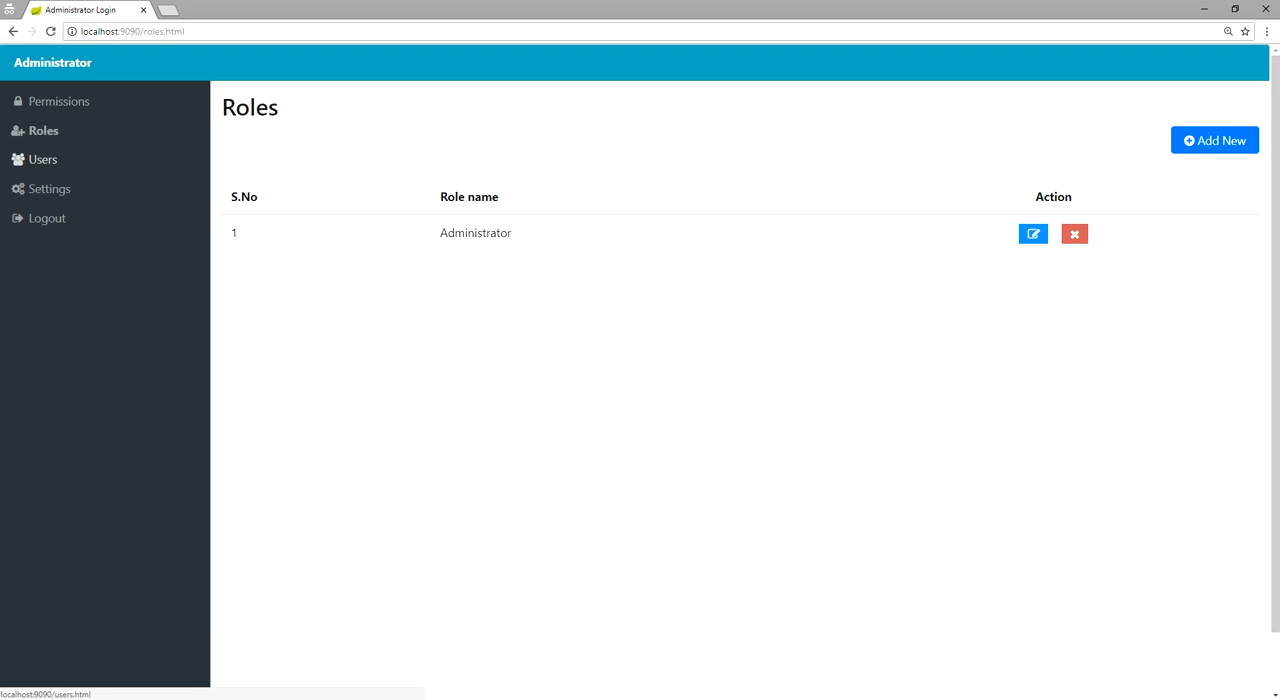 Administrator Login
localhost:9090/roles.html
Administrator
Permissions
Roles
Users
Settings
Logout
Roles
Add New
S.No Role name Action
1 Administrator
localhost:9090/users.html